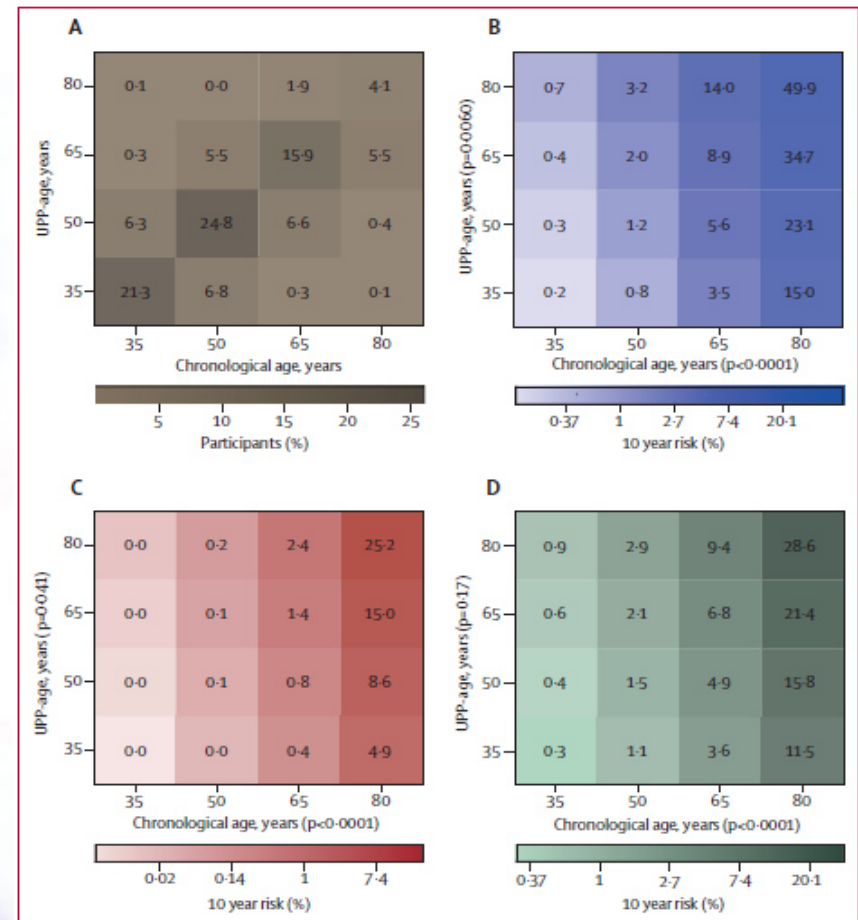 A
UPP-age, years
80 0·1 0·0 1·9 4·1
65 0·3 5·5 15·9 5·5
50 6·3 24·8 6·6 0·4
35 21·3 6·8 0·3 0·1
35 50 65 80
Chronological age, years
5 10 15 20 25
Participants (%)
B
UPP-age, years (p=0·0060)
80 0·7 3·2 14·0 49·9
65 0·4 2·0 8·9 34·7
50 0·3 1·2 5·6 23·1
35 0·2 0·8 3·5 15·0
35 50 65 80
Chronological age, years (p<0·0001)
0·37 1 2·7 7·4 20·1
10 year risk (%)
C
UPP-age, years (p=0·041)
80 0·0 0·2 2·4 25·2
65 0·0 0·1 1·4 15·0
50 0·0 0·1 0·8 8·6
35 0·0 0·0 0·4 4·9
35 50 65 80
Chronological age, years (p<0·0001)
0·02 0·14 1 7·4
10 year risk (%)
D
UPP-age, years (p=0·17)
80 0·9 2·9 9·4 28·6
65 0·6 2·1 6·8 21·4
50 0·4 1·5 4·9 15·8
35 0·3 1·1 3·6 11·5
35 50 65 80
Chronological age, years (p<0·0001)
0·37 1 2·7 7·4 20·1
10 year risk (%)